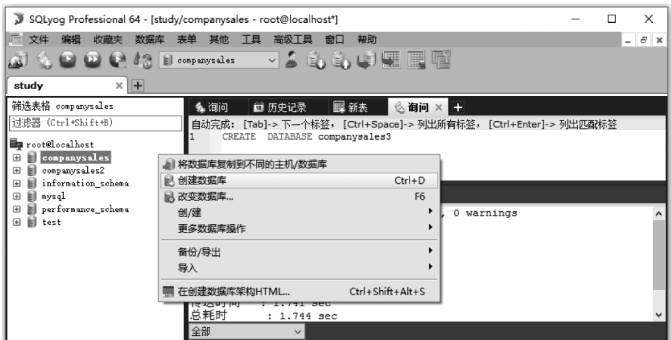 SQLyog Professional 64 - [study/companysales - root@localhost*]
文件 编辑 收藏夹 数据库 表单 其他 工具 高级工具 窗口 帮助
companysales
study
筛选表格 companysales
过滤器 (Ctrl+Shift+B)
root@localhost
companysales
companysales2
information_schema
mysql
performance_schema
test
询问 历史记录 新表 询问
自动完成: [Tab]-> 下一个标签, [Ctrl+Space]-> 列出所有标签, [Ctrl+Enter]-> 列出匹配标签
1 CREATE DATABASE companysales3
将数据库复制到不同的主机/数据库
创建数据库 Ctrl+D
改变数据库... F6
创/建
更多数据库操作
备份/导出
导入
在创建数据库架构HTML... Ctrl+Shift+Alt+S
, 0 warnings
传送时间 : 1.741 sec
总耗时 : 1.744 sec
全部